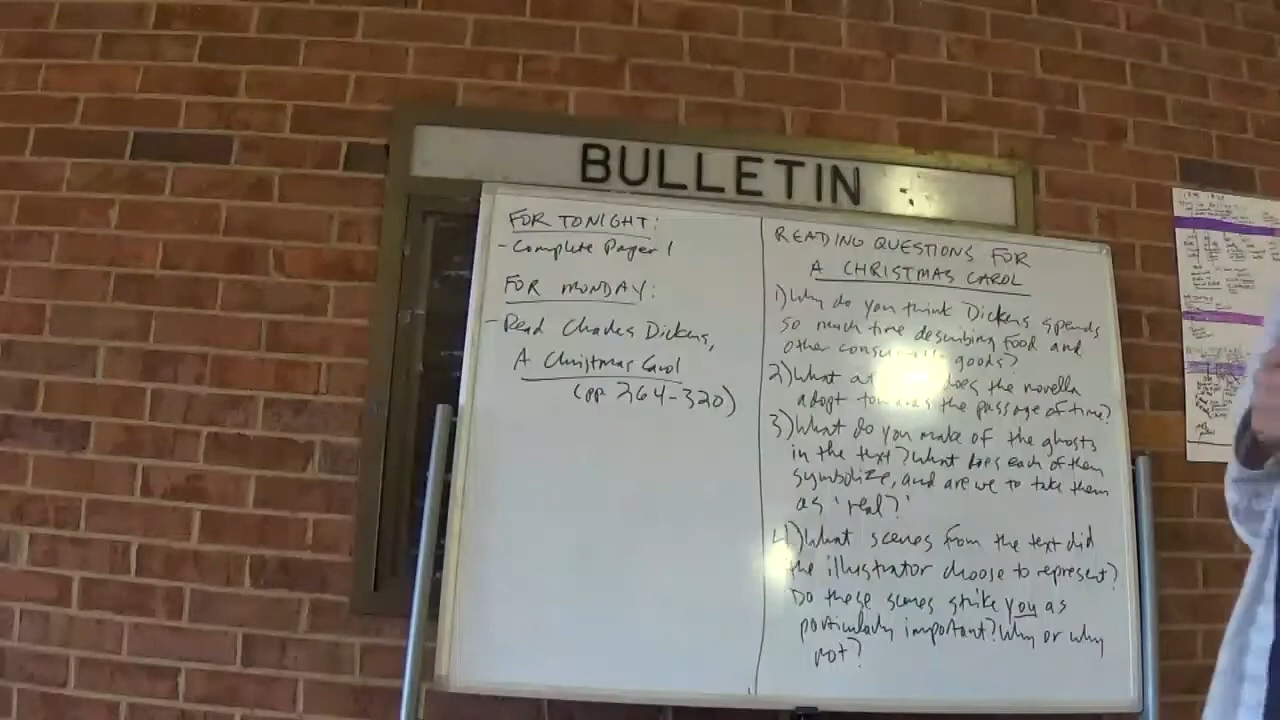 BULLETIN
FOR TONIGHT:
- Complete Paper 1
FOR MONDAY:
- Read Charles Dickens,
A Christmas Carol
(pp. 264-320)
READING QUESTIONS FOR
A CHRISTMAS CAROL
1) Why do you think Dickens spends
so much time describing food and
other goods?
2) What does the novella
adopt towards the passage of time?
3) What do you make of the ghosts
in the text? What does each of them
symbolize, and are we to take them
as 'real?'
4) What scenes from the text did
the illustrator choose to represent?
Do these scenes strike you as
particularly important? Why or why
not?